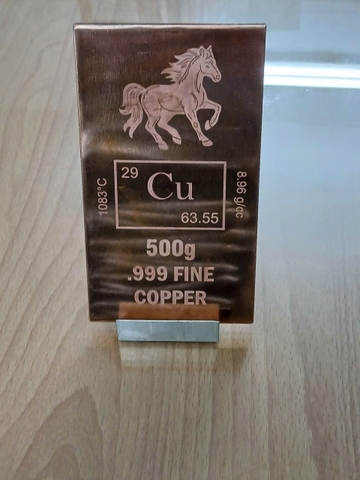 29
Cu
63.55
1083°C
8.96 g/cc
500g
.999 FINE
COPPER